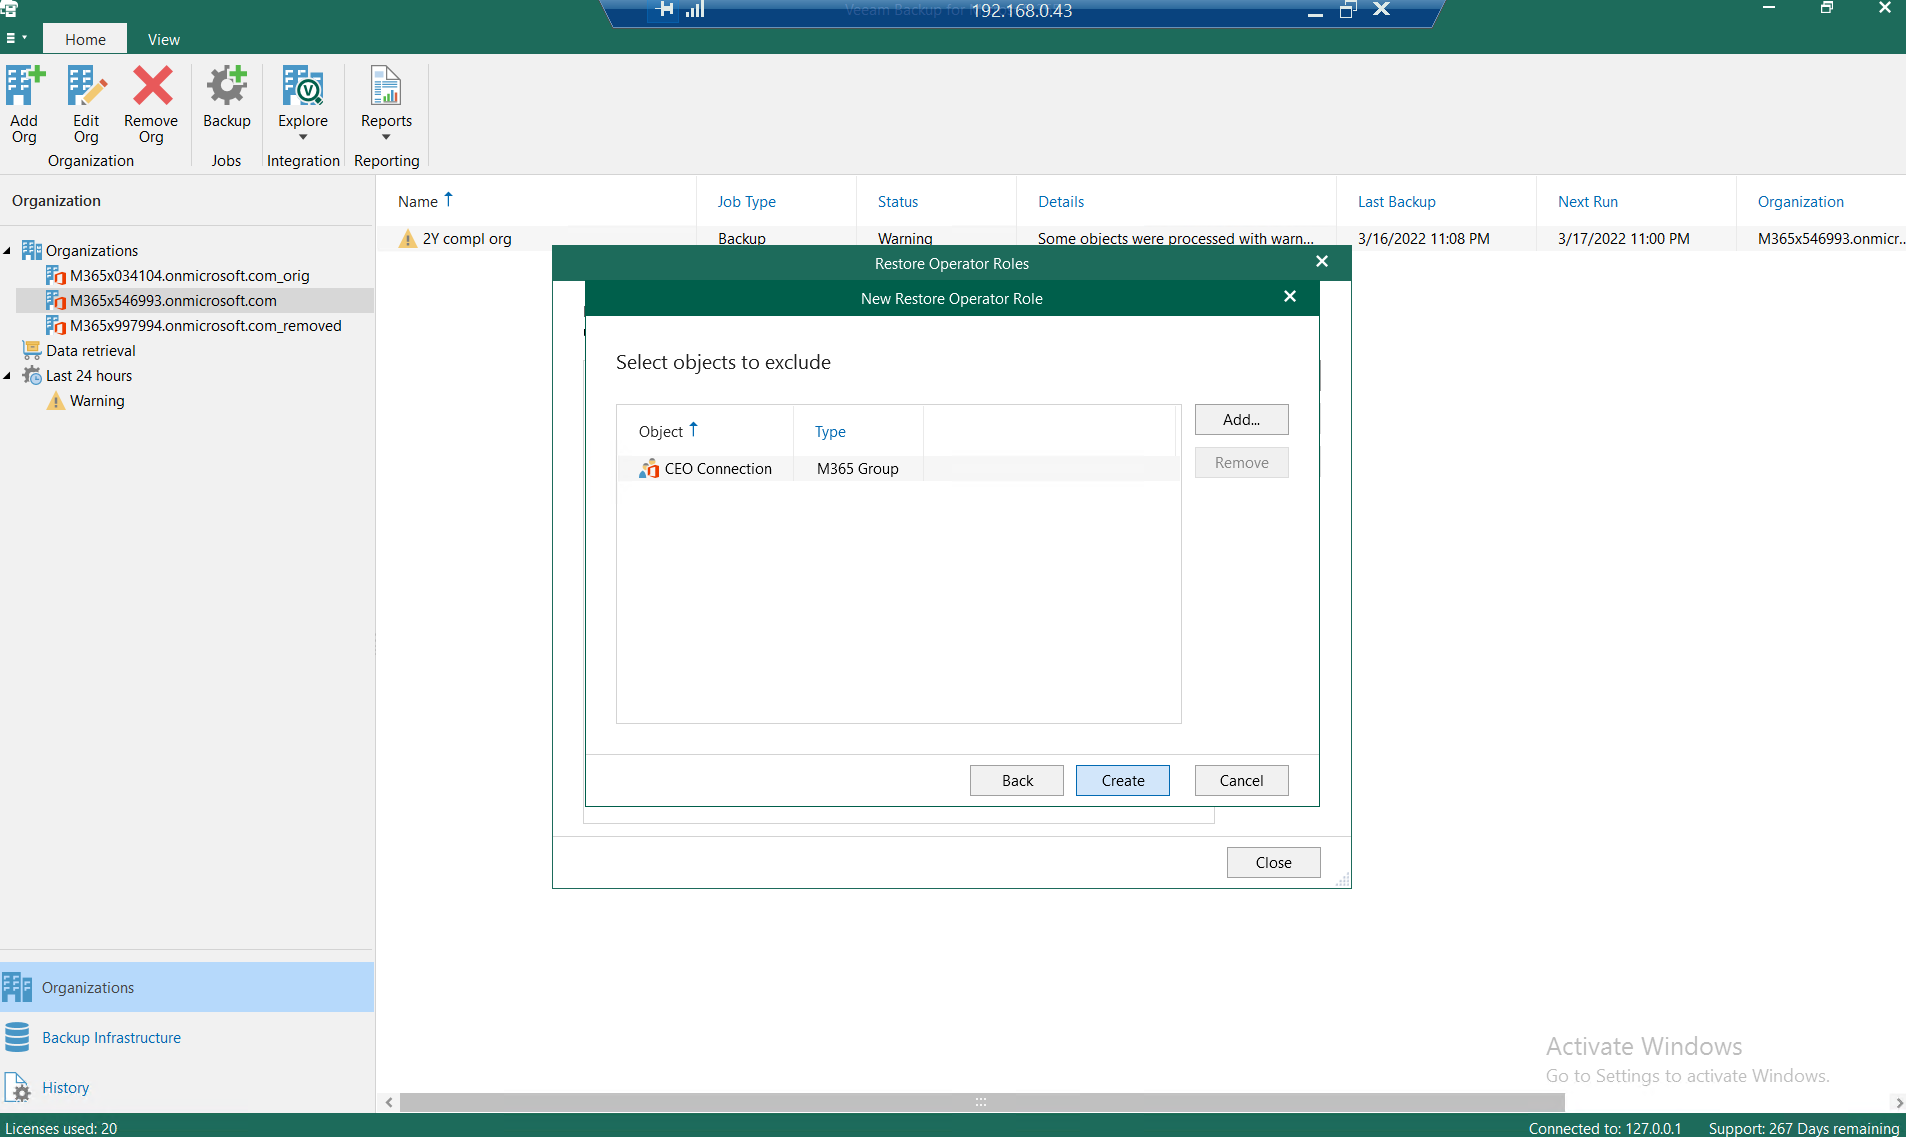 Veeam Backup for
192.168.0.43
Home
View
Add
Org
Edit
Org
Remove
Org
Organization
Backup
Jobs
Explore
Integration
Reports
Reporting
Organization
Organizations
M365x034104.onmicrosoft.com_orig
M365x546993.onmicrosoft.com
M365x997994.onmicrosoft.com_removed
Data retrieval
Last 24 hours
Warning
Name
Job Type
Status
Details
Last Backup
Next Run
Organization
2Y compl org
Backup
Warning
Some objects were processed with warn...
3/16/2022 11:08 PM
3/17/2022 11:00 PM
M365x546993.onmicr...
Restore Operator Roles
New Restore Operator Role
Select objects to exclude
Object
Type
CEO Connection
M365 Group
Add...
Remove
Back
Create
Cancel
Close
Organizations
Backup Infrastructure
History
Activate Windows
Go to Settings to activate Windows.
Licenses used: 20
Connected to: 127.0.0.1
Support: 267 Days remaining